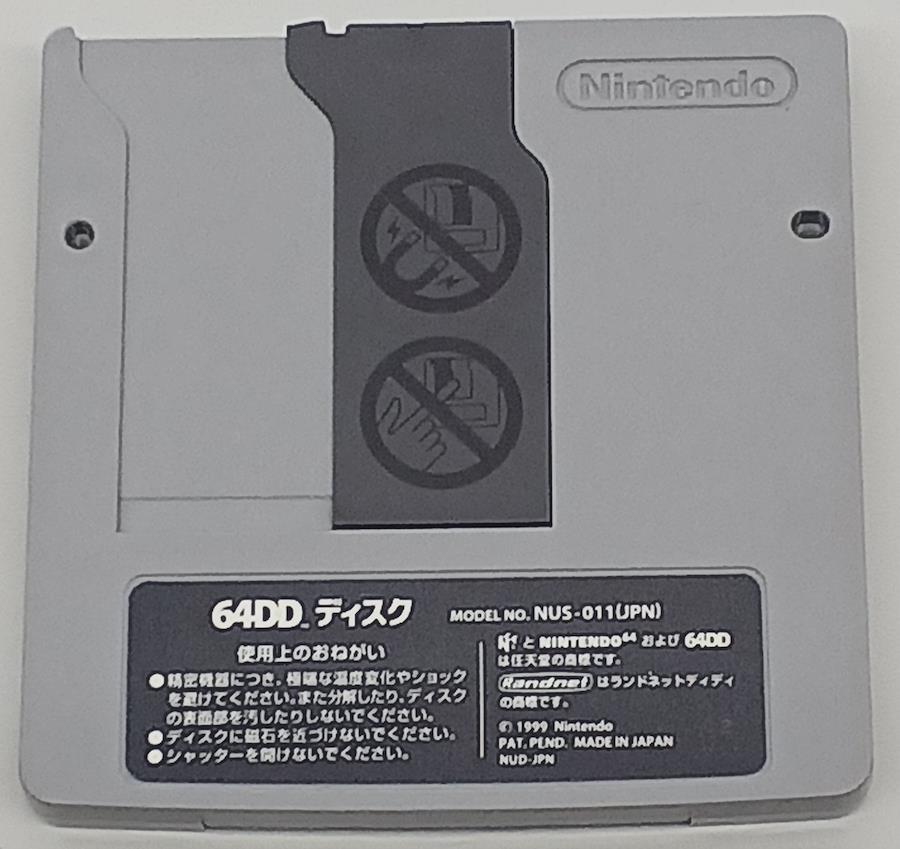 Nintendo
64DD™ ディスク
MODEL NO. NUS-011(JPN)
使用上のおねがい
●精密機器につき、極端な温度変化やショック
を避けてください。また分解したり、ディスク
の表面部を汚したりしないでください。
●ディスクに磁石を近づけないでください。
●シャッターを開けないでください。
と NINTENDO64 および 64DD
は任天堂の商標です。
Randnet はランドネットディディ
の商標です。
© 1999 Nintendo
PAT. PEND. MADE IN JAPAN
NUD-JPN